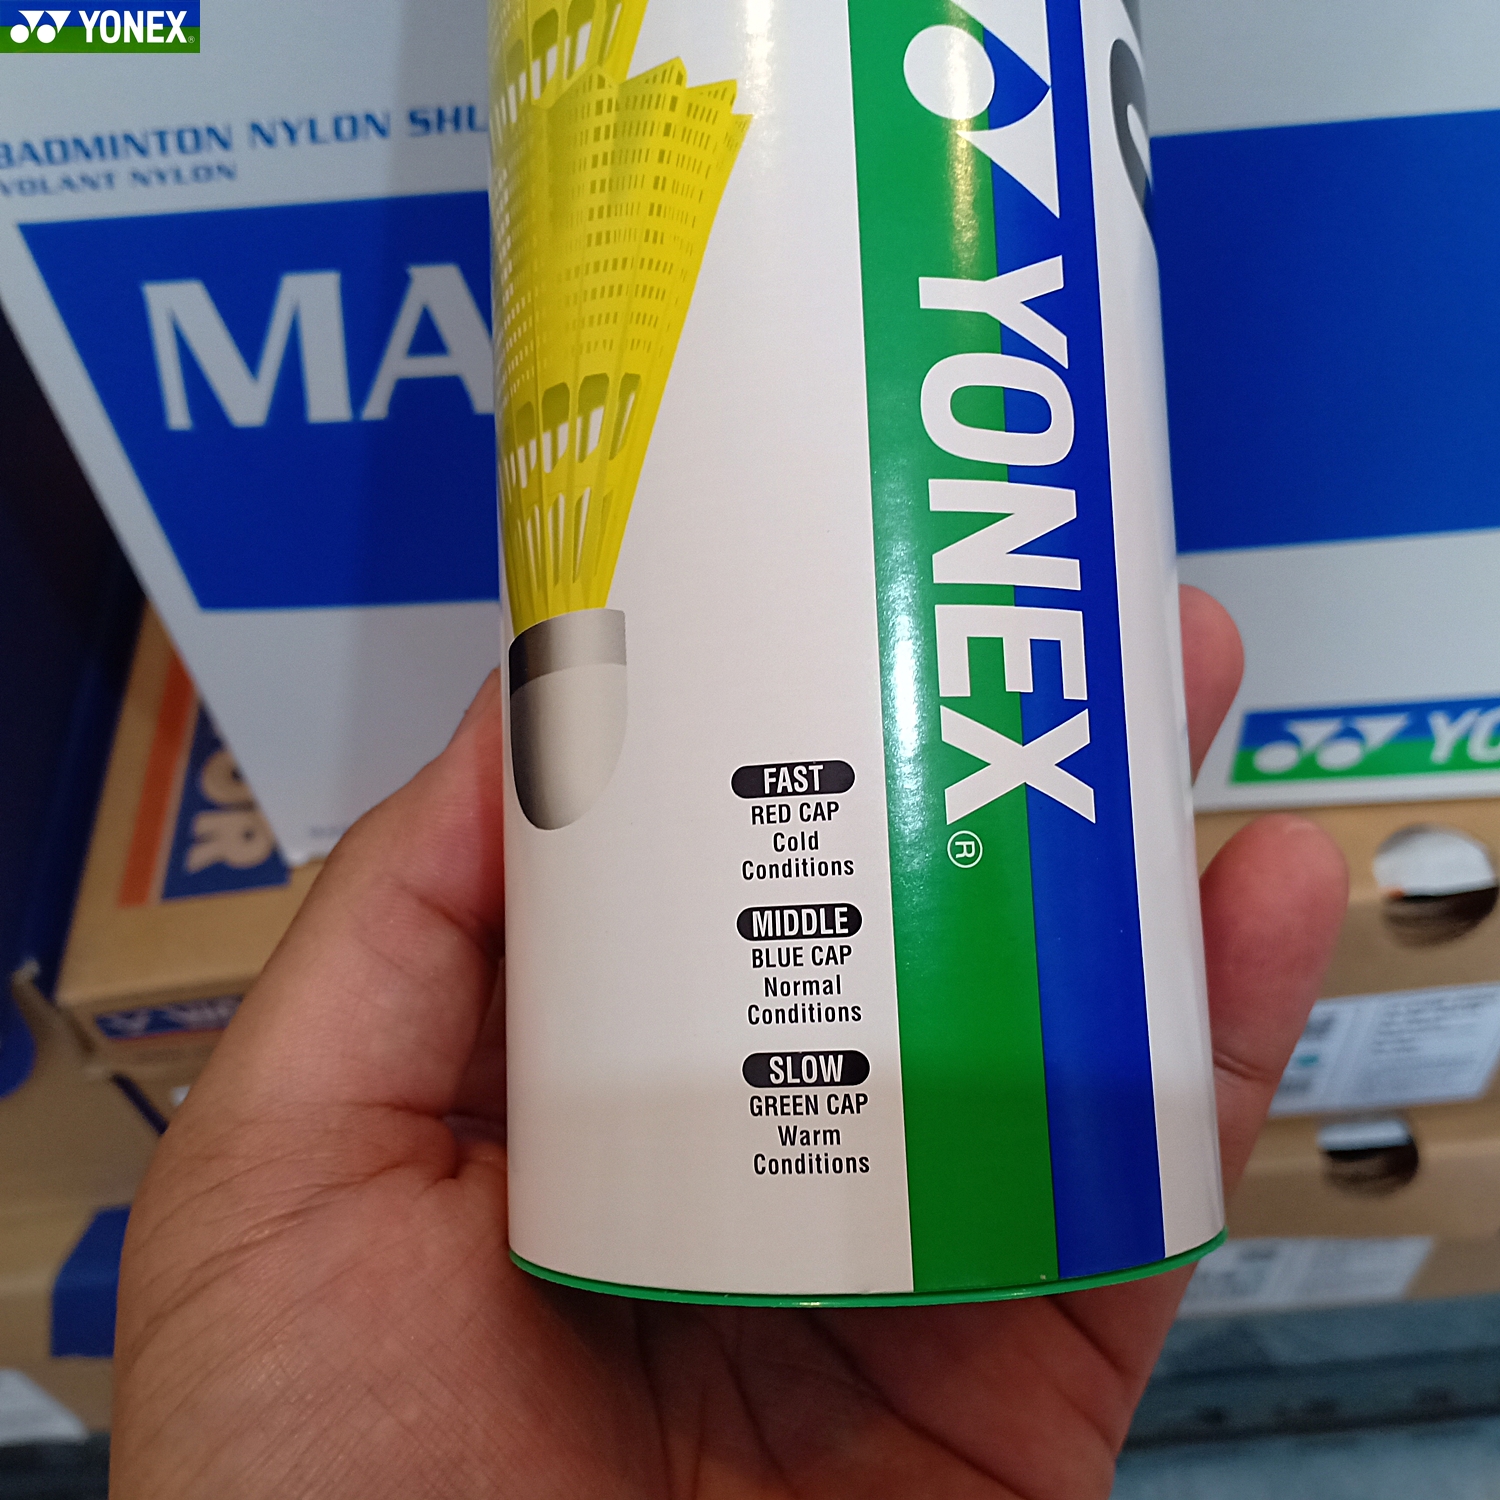 YONEX
BADMINTON NYLON SHU
VOLANT NYLON
MA
YONEX®
FAST
RED CAP
Cold
Conditions
MIDDLE
BLUE CAP
Normal
Conditions
SLOW
GREEN CAP
Warm
Conditions
YO